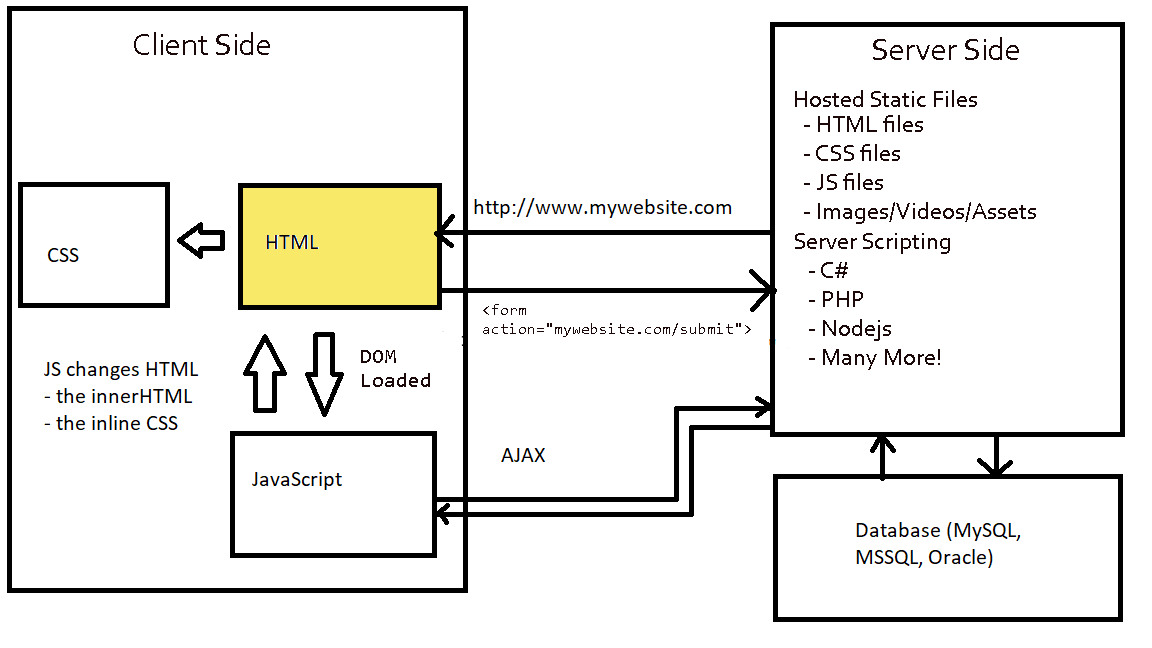 Client Side
CSS
HTML
JS changes HTML
- the innerHTML
- the inline CSS
DOM
Loaded
JavaScript
http://www.mywebsite.com
<form
action="mywebsite.com/submit">
AJAX
Server Side
Hosted Static Files
- HTML files
- CSS files
- JS files
- Images/Videos/Assets
Server Scripting
- C#
- PHP
- Nodejs
- Many More!
Database (MySQL,
MSSQL, Oracle)